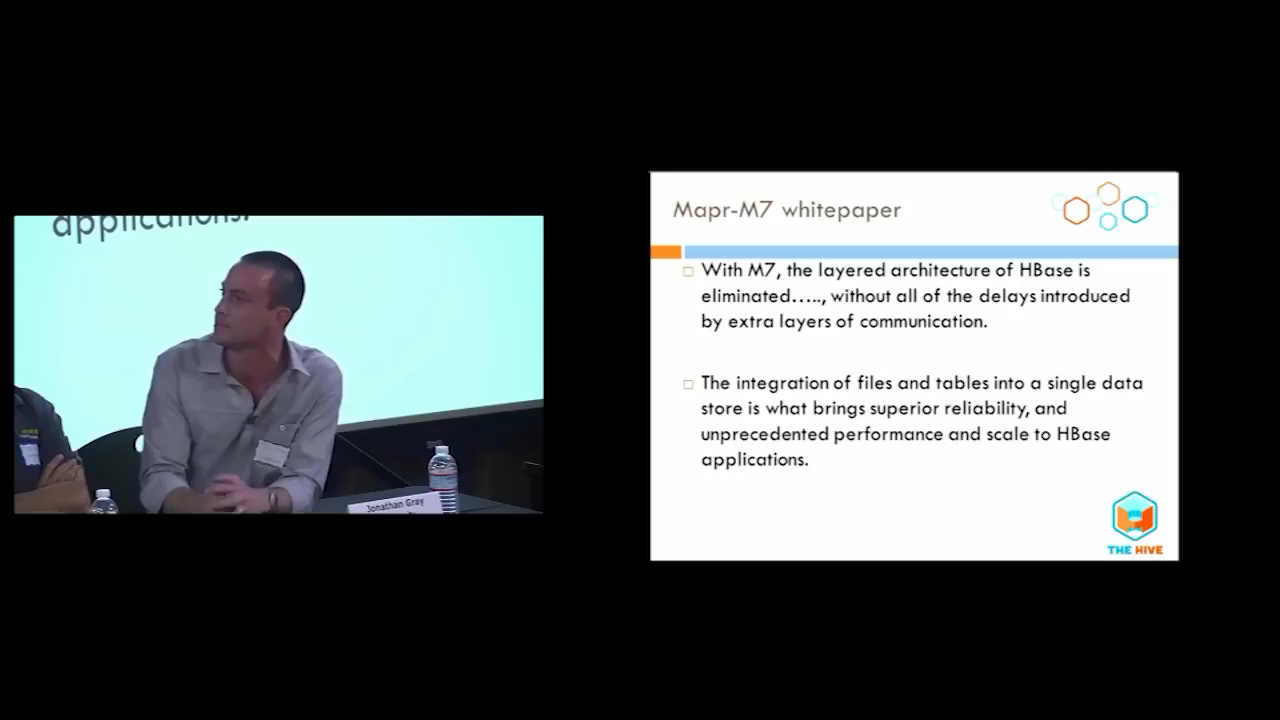 applications.
Jonathan Gray
Mapr-M7 whitepaper
With M7, the layered architecture of HBase is
eliminated….., without all of the delays introduced
by extra layers of communication.
The integration of files and tables into a single data
store is what brings superior reliability, and
unprecedented performance and scale to HBase
applications.
THE HIVE